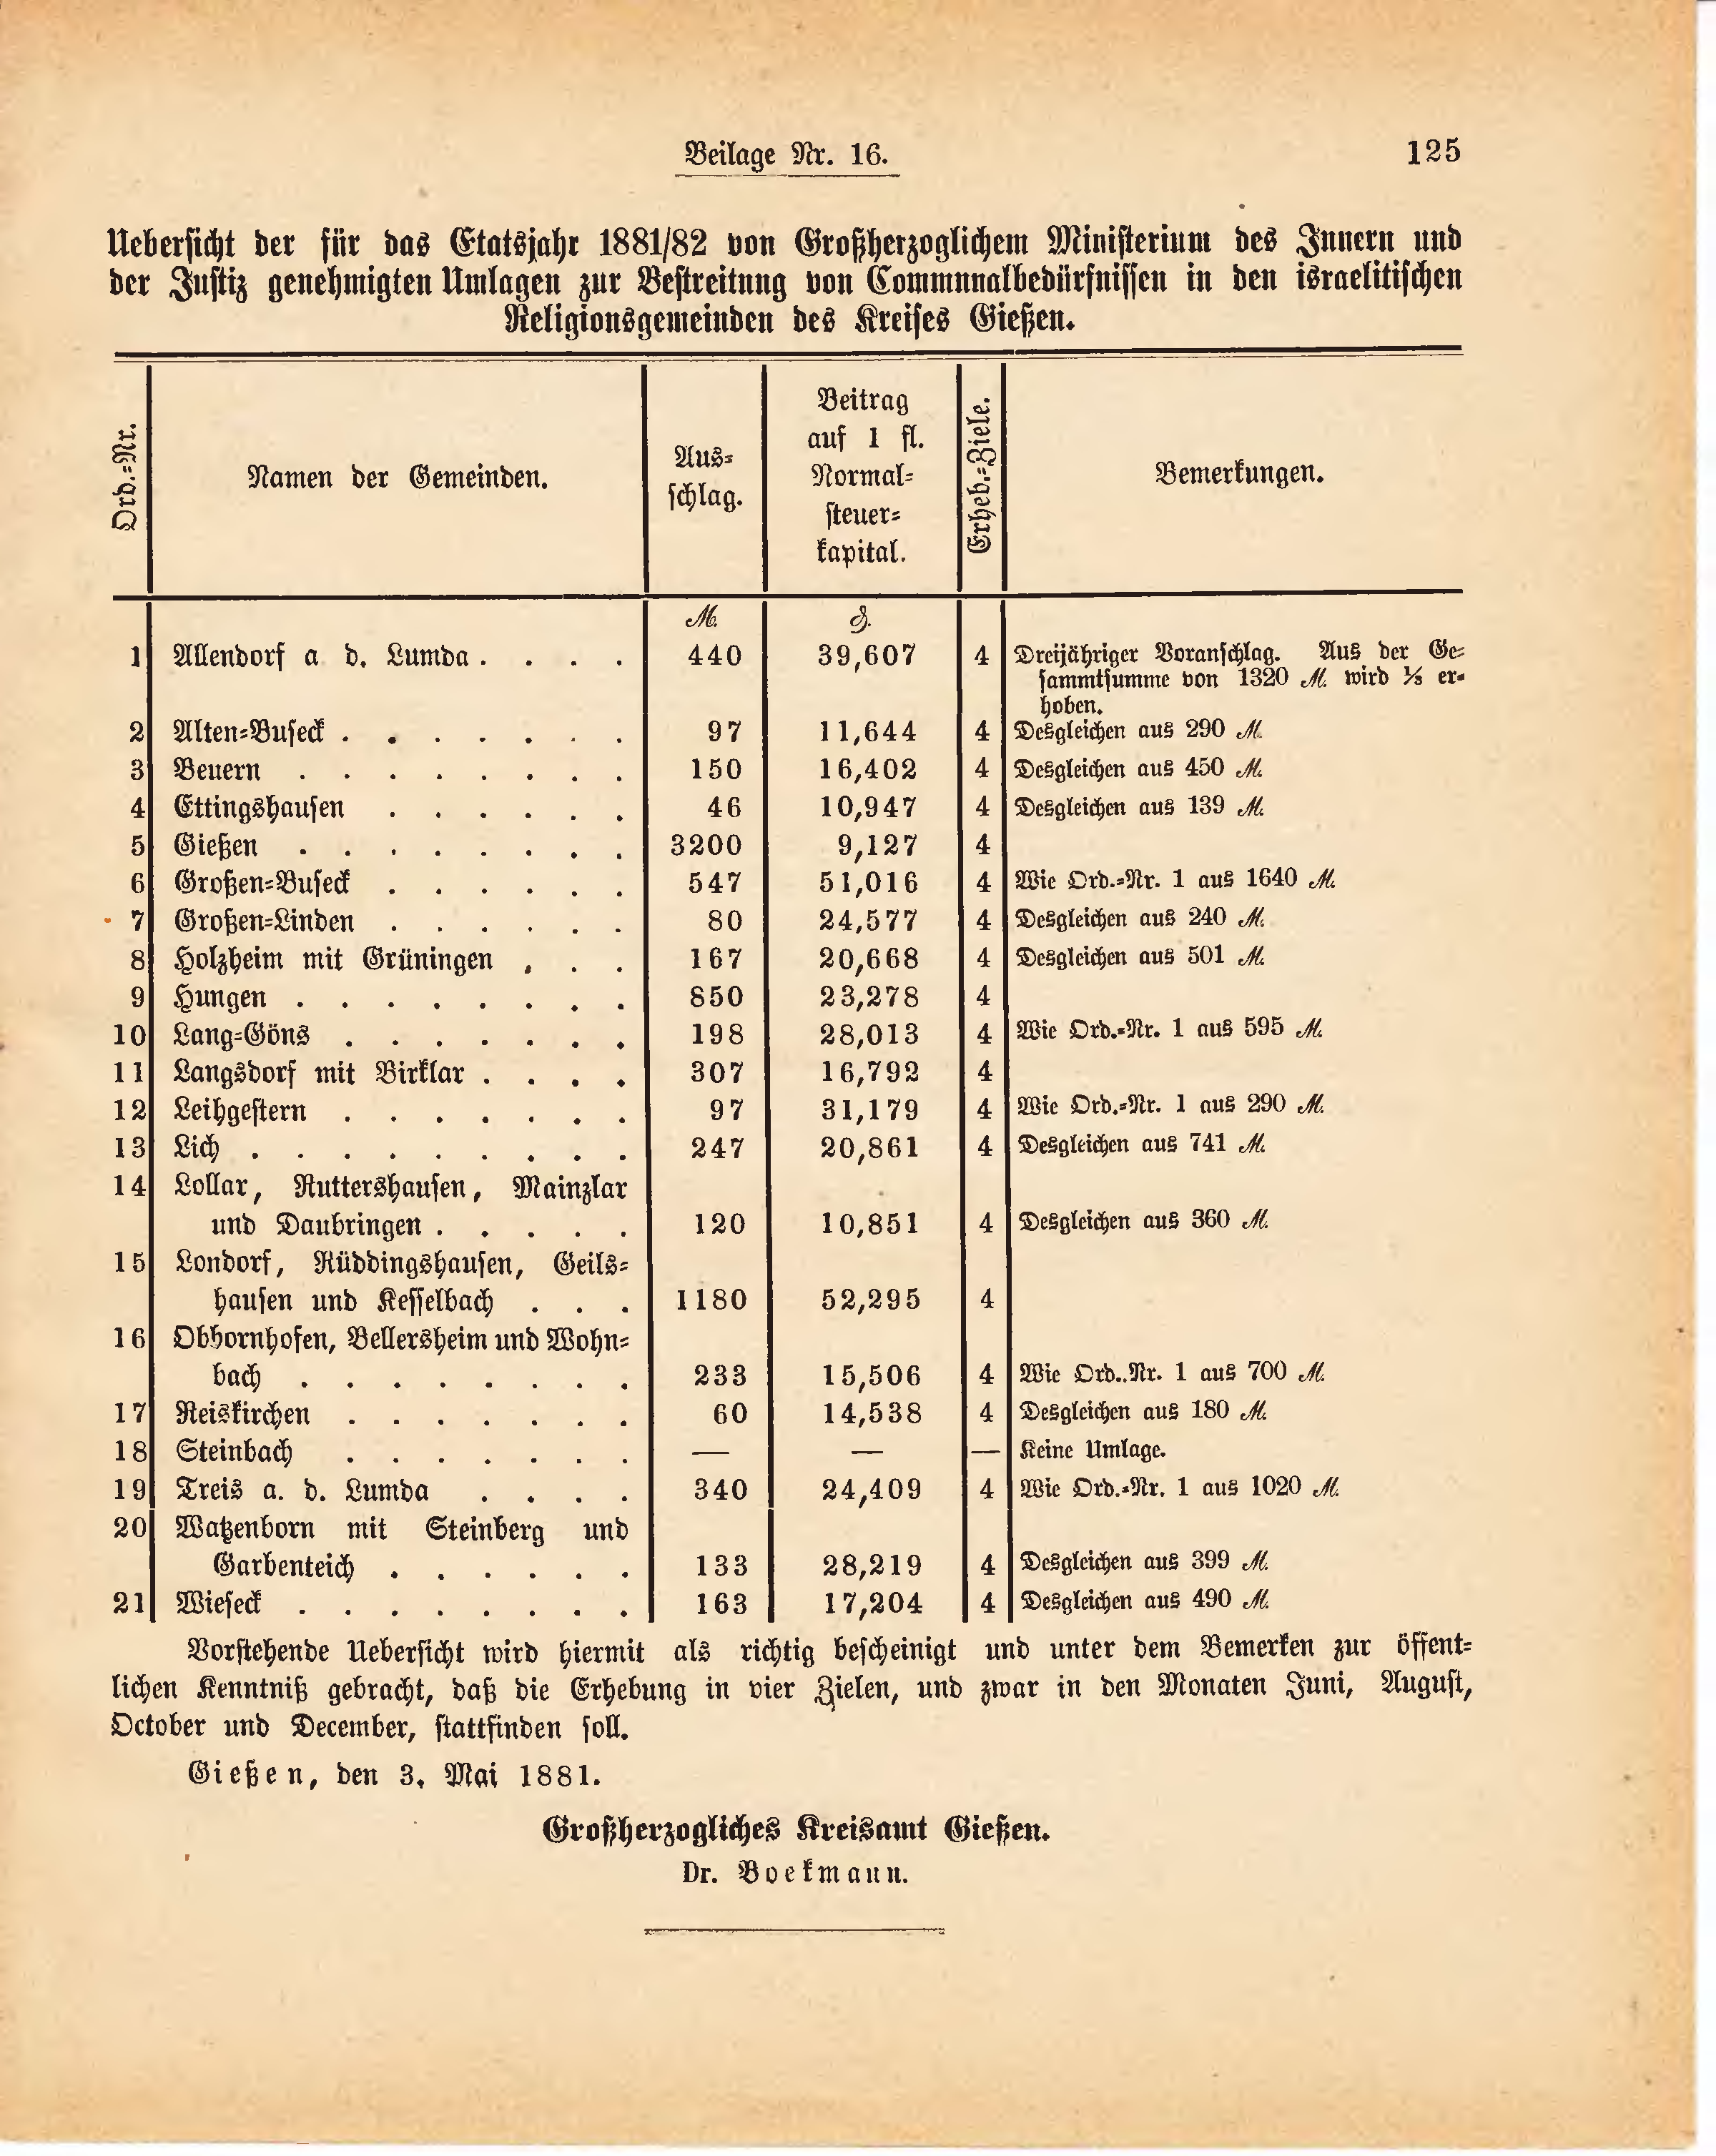 Beilage Nr. 16. 125
Uebersicht der für das Etatsjahr 1881/82 von Großherzoglichem Ministerium des Innern und
der Justiz genehmigten Umlagen zur Bestreitung von Communalbedürfnissen in den israelitischen
Religionsgemeinden des Kreises Gießen.
Ord.=Nr. Namen der Gemeinden. Aus=schlag. Beitrag auf 1 fl. Normal=steuer=kapital. Erheb.=Ziele. Bemerkungen.
M. ₰.
1 Allendorf a d. Lumda . . . . 440 39,607 4 Dreijähriger Voranschlag. Aus der Ge=
sammtsumme von 1320 M. wird ⅓ er=
hoben.
2 Alten=Buseck . . . . . . . 97 11,644 4 Desgleichen aus 290 M.
3 Beuern . . . . . . . . 150 16,402 4 Desgleichen aus 450 M.
4 Ettingshausen . . . . . . 46 10,947 4 Desgleichen aus 139 M.
5 Gießen . . . . . . . . 3200 9,127 4
6 Großen=Buseck . . . . . . 547 51,016 4 Wie Ord.=Nr. 1 aus 1640 M.
7 Großen=Linden . . . . . . 80 24,577 4 Desgleichen aus 240 M.
8 Holzheim mit Grüningen , . . 167 20,668 4 Desgleichen aus 501 M.
9 Hungen . . . . . . . . 850 23,278 4
10 Lang=Göns . . . . . . . 198 28,013 4 Wie Ord.=Nr. 1 aus 595 M.
11 Langsdorf mit Birklar . . . . 307 16,792 4
12 Leihgestern . . . . . . . 97 31,179 4 Wie Ord.=Nr. 1 aus 290 M.
13 Lich . . . . . . . . . 247 20,861 4 Desgleichen aus 741 M.
14 Lollar, Ruttershausen, Mainzlar
und Daubringen . . . . . 120 10,851 4 Desgleichen aus 360 M.
15 Londorf, Rüddingshausen, Geils=
hausen und Kesselbach . . . 1180 52,295 4
16 Obbornhofen, Bellersheim und Wohn=
bach . . . . . . . . 233 15,506 4 Wie Ord..Nr. 1 aus 700 M.
17 Reiskirchen . . . . . . . 60 14,538 4 Desgleichen aus 180 M.
18 Steinbach . . . . . . . — — — Keine Umlage.
19 Treis a. d. Lumda . . . . 340 24,409 4 Wie Ord.=Nr. 1 aus 1020 M.
20 Watzenborn mit Steinberg und
Garbenteich . . . . . . 133 28,219 4 Desgleichen aus 399 M.
21 Wieseck . . . . . . . . 163 17,204 4 Desgleichen aus 490 M.
Vorstehende Uebersicht wird hiermit als richtig bescheinigt und unter dem Bemerken zur öffent=
lichen Kenntniß gebracht, daß die Erhebung in vier Zielen, und zwar in den Monaten Juni, August,
October und December, stattfinden soll.
Gießen, den 3. Mai 1881.
Großherzogliches Kreisamt Gießen.
Dr. Boekmann.